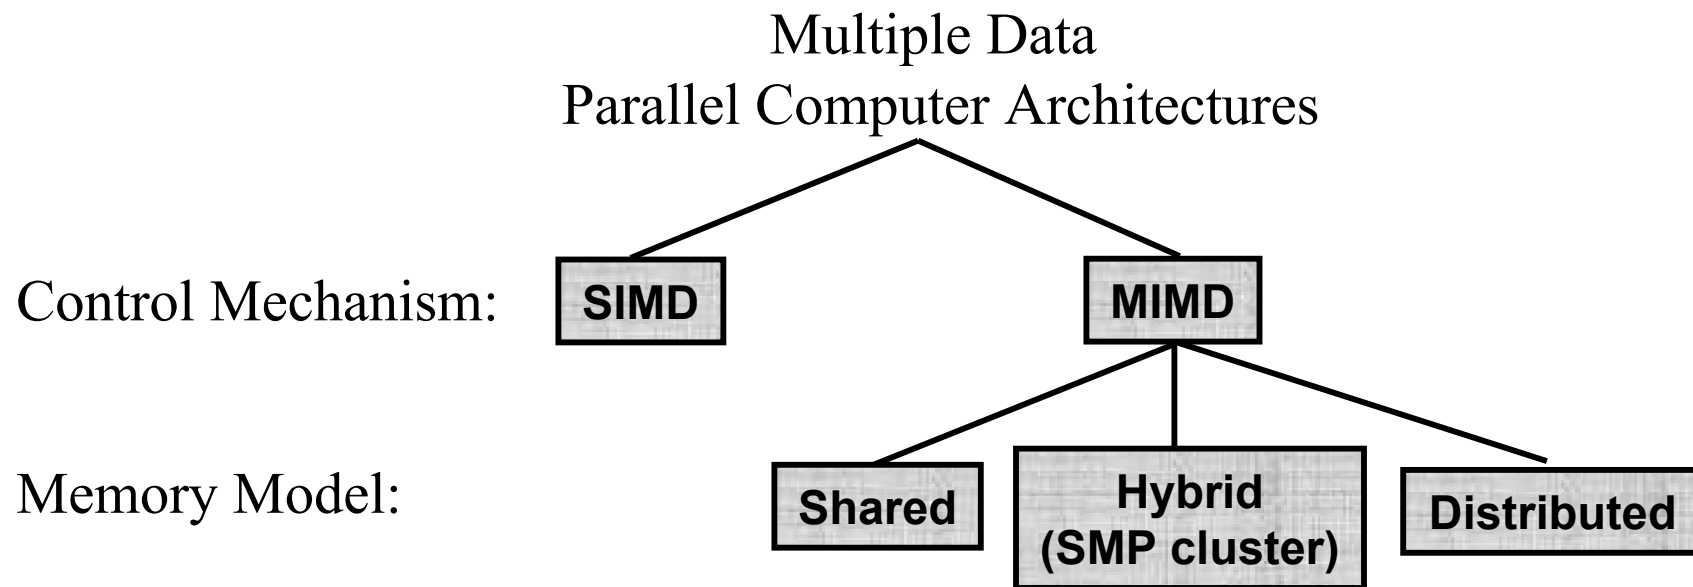 Multiple Data
Parallel Computer Architectures
Control Mechanism:
SIMD
MIMD
Memory Model:
Shared
Hybrid
(SMP cluster)
Distributed